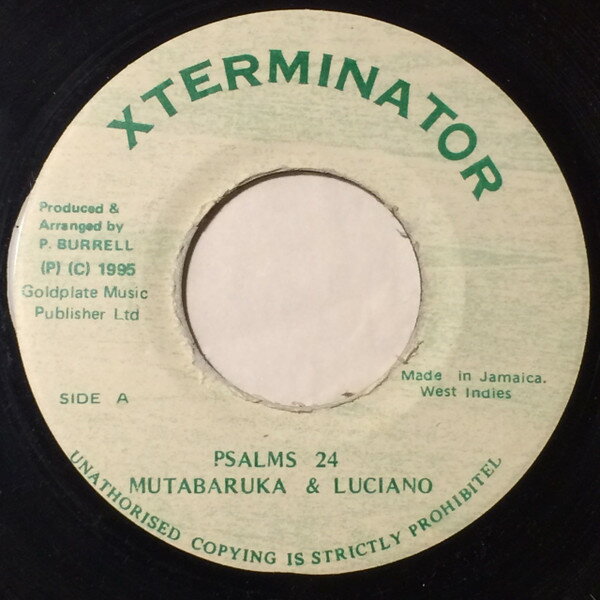 XTERMINATOR
Produced &
Arranged by
P. BURRELL
(P) (C) 1995
Goldplate Music
Publisher Ltd
SIDE A
Made in Jamaica.
West Indies
PSALMS 24
MUTABARUKA & LUCIANO
UNATHORISED COPYING IS STRICTLY PROHIBITEL